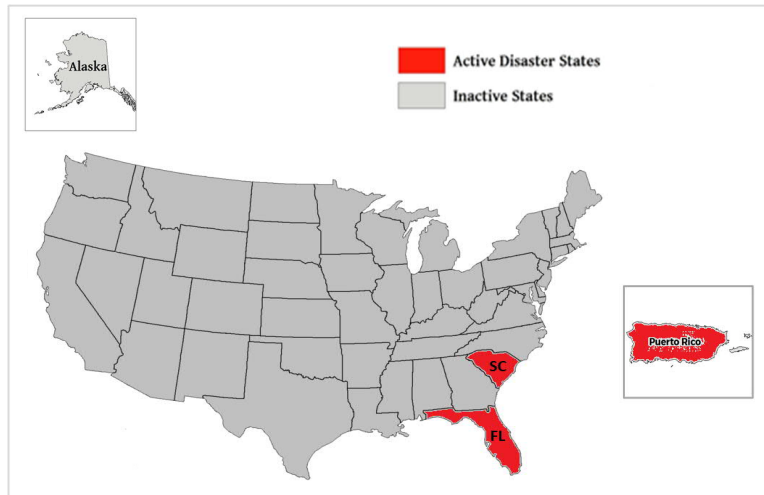 Alaska
Active Disaster States
Inactive States
Puerto Rico
SC
FL